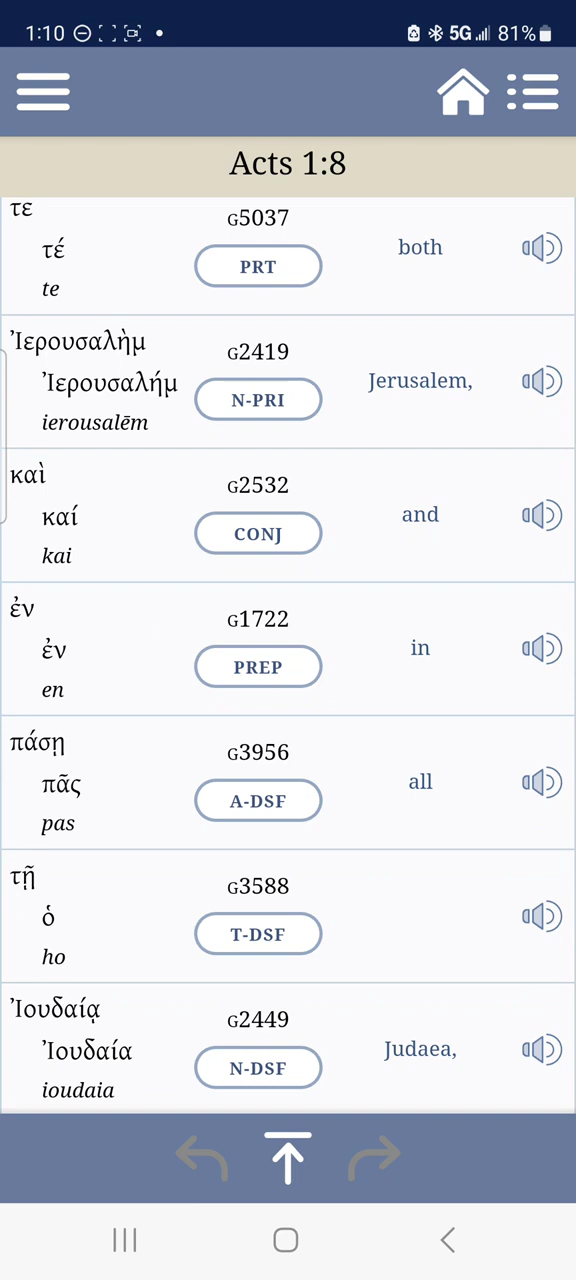 1:10 5G 81%
Acts 1:8
τε
τέ
te
G5037
PRT
both
Ἰερουσαλὴμ
Ἰερουσαλήμ
ierousalēm
G2419
N-PRI
Jerusalem,
καὶ
καί
kai
G2532
CONJ
and
ἐν
ἐν
en
G1722
PREP
in
πάσῃ
πᾶς
pas
G3956
A-DSF
all
τῇ
ὁ
ho
G3588
T-DSF
Ἰουδαίᾳ
Ἰουδαία
ioudaia
G2449
N-DSF
Judaea,